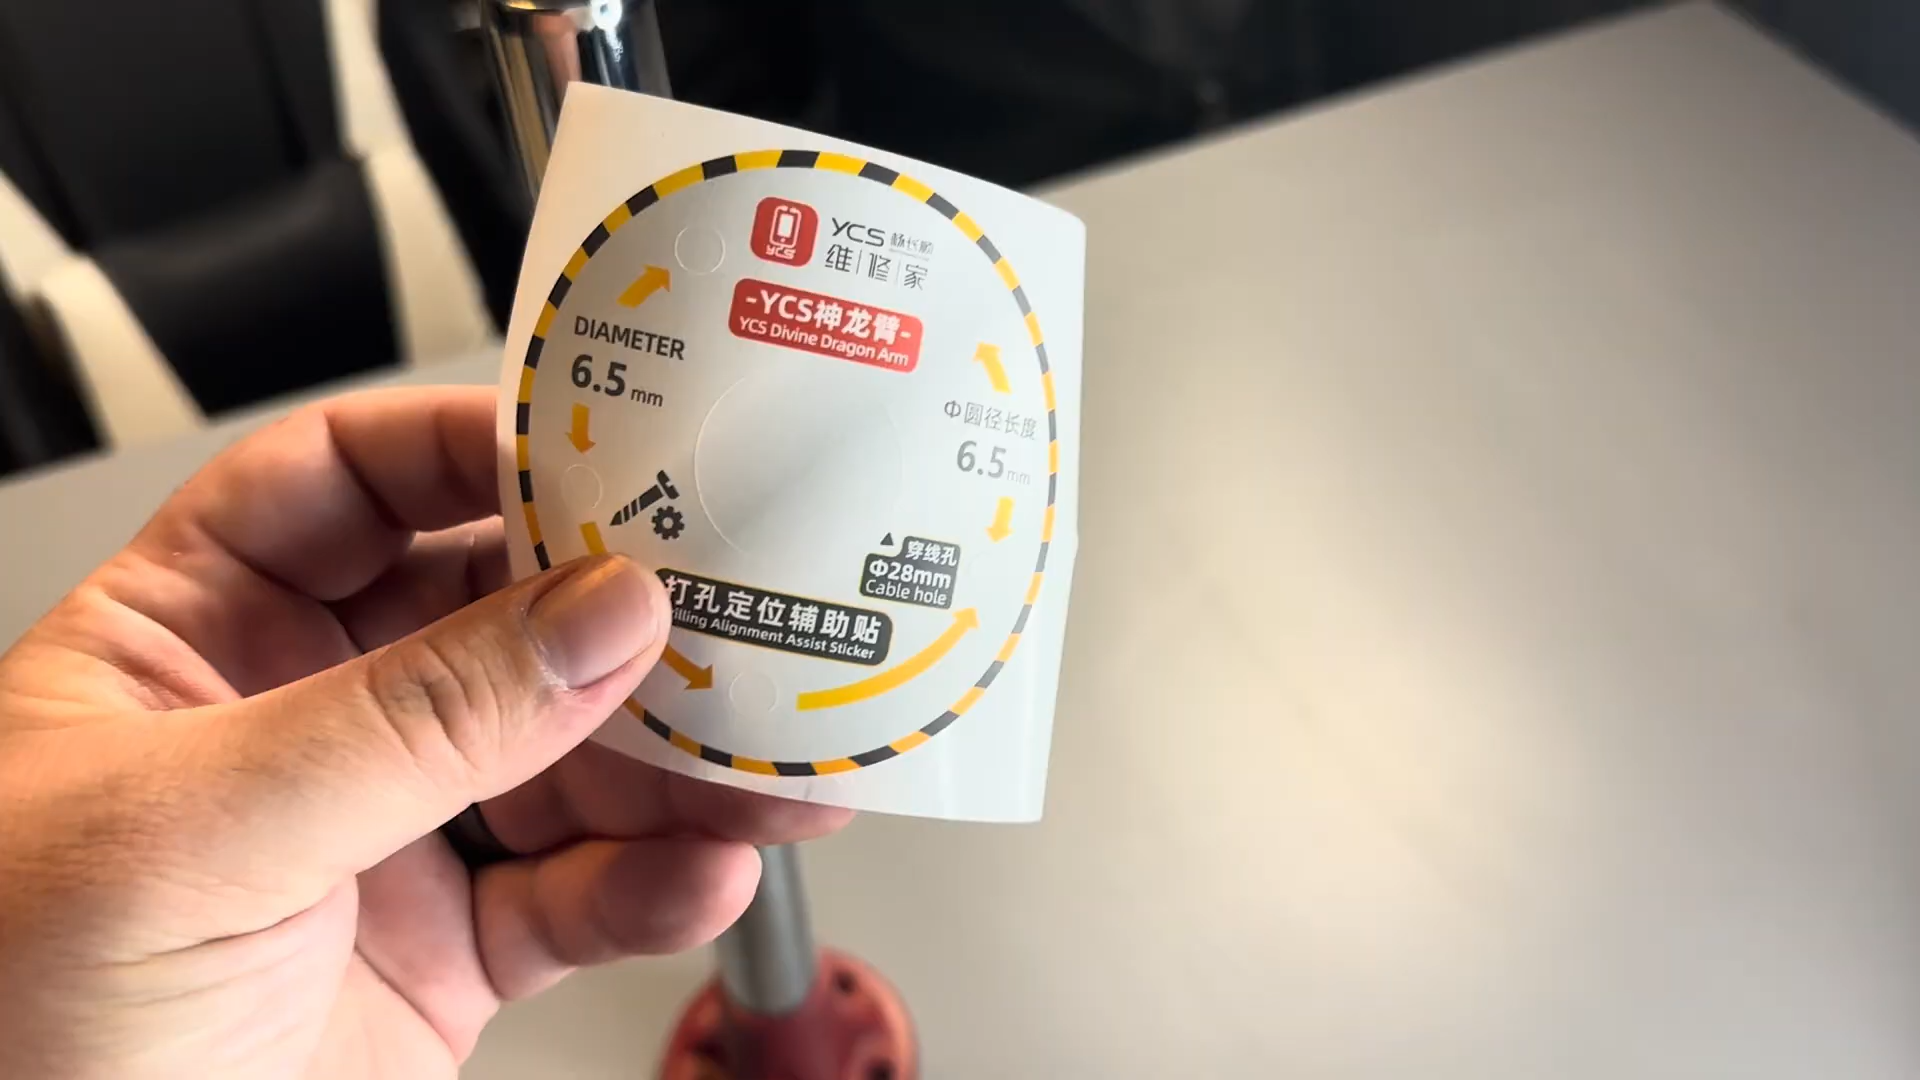 YCS
YCS 杨长顺
维|修|家
-YCS神龙臂-
YCS Divine Dragon Arm
DIAMETER
6.5 mm
Φ圆径长度
6.5 mm
穿线孔
Φ28mm
Cable hole
打孔定位辅助贴
Alignment Assist Sticker